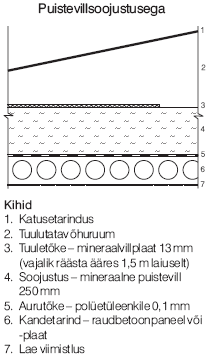 Puistevillsoojustusega
1
2
3
4
5
6
7
Kihid
1. Katusetarindus
2. Tuulutatav õhuruum
3. Tuuletõke – mineraalvillplaat 13 mm
(vajalik räästa ääres 1,5 m laiuselt)
4. Soojustus – mineraalne puistevill
250 mm
5. Aurutõke – polüetüleenkile 0,1 mm
6. Kandetarind – raudbetoonpaneel või
-plaat
7. Lae viimistlus